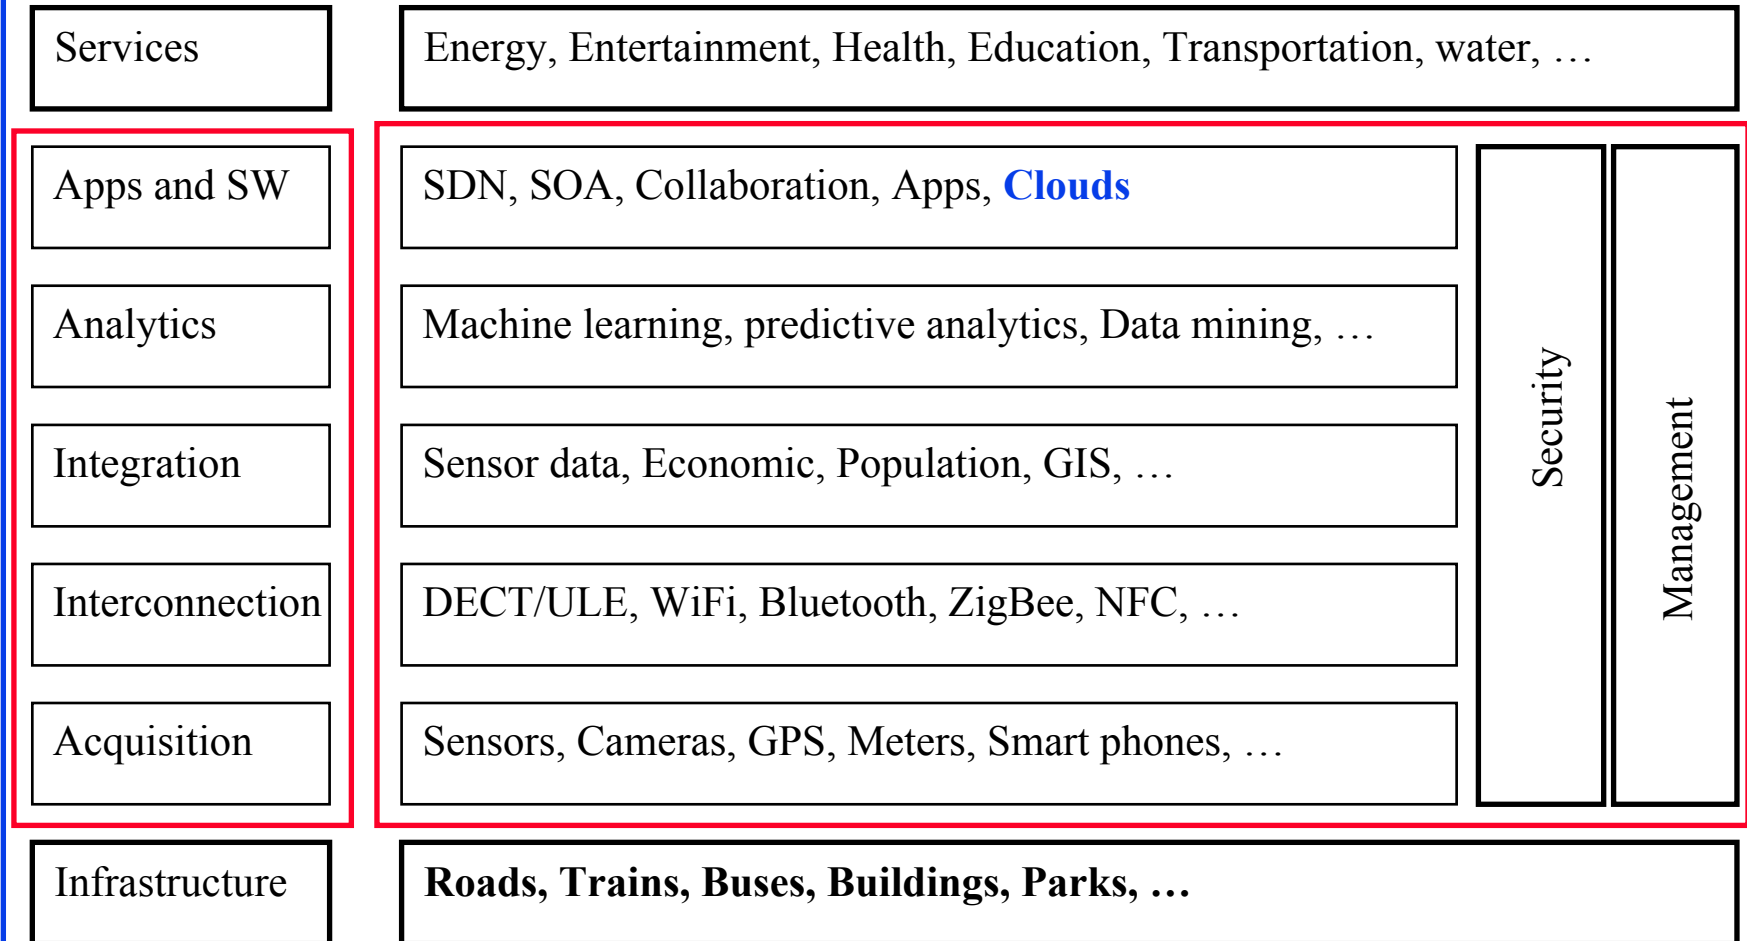 Services
Energy, Entertainment, Health, Education, Transportation, water, …
Apps and SW
SDN, SOA, Collaboration, Apps, Clouds
Analytics
Machine learning, predictive analytics, Data mining, …
Integration
Sensor data, Economic, Population, GIS, …
Interconnection
DECT/ULE, WiFi, Bluetooth, ZigBee, NFC, …
Acquisition
Sensors, Cameras, GPS, Meters, Smart phones, …
Security
Management
Infrastructure
Roads, Trains, Buses, Buildings, Parks, …